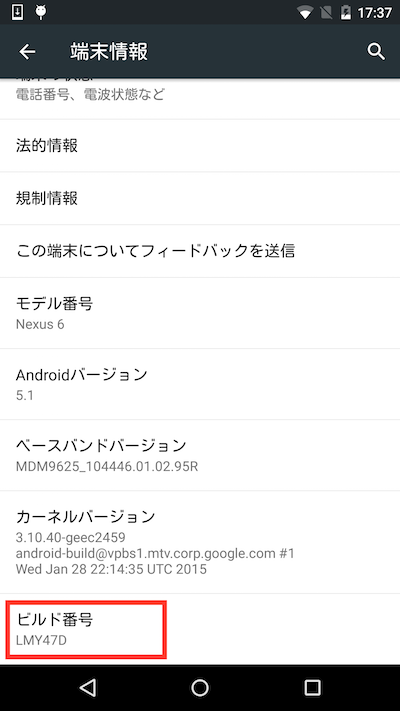 17:37
端末情報
電話番号、電波状態など
法的情報
規制情報
この端末についてフィードバックを送信
モデル番号
Nexus 6
Androidバージョン
5.1
ベースバンドバージョン
MDM9625_104446.01.02.95R
カーネルバージョン
3.10.40-geec2459
android-build@vpbs1.mtv.corp.google.com #1
Wed Jan 28 22:14:35 UTC 2015
ビルド番号
LMY47D